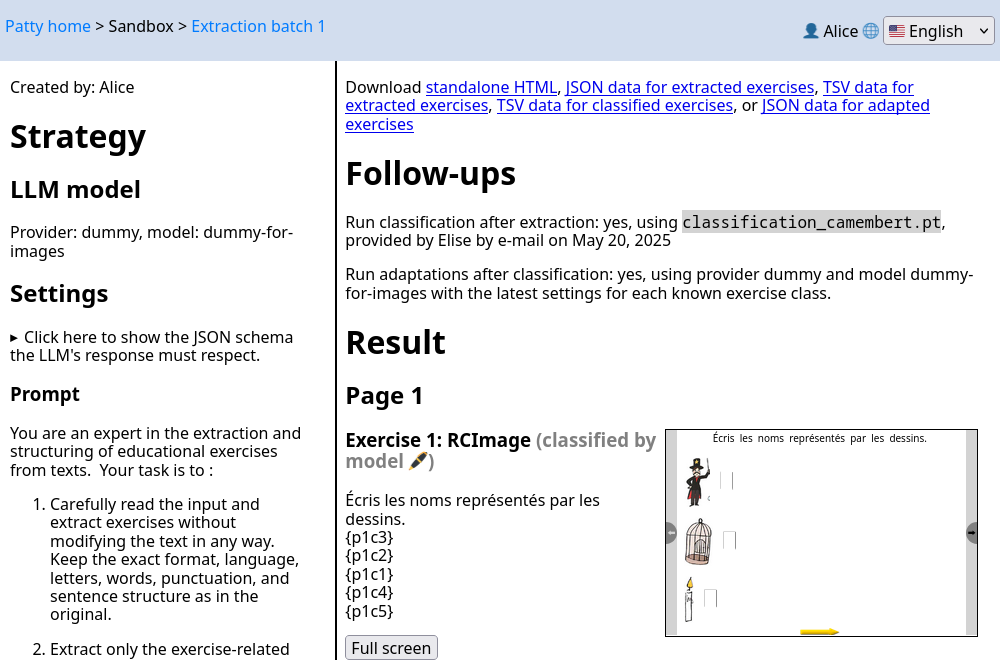 Patty home > Sandbox > Extraction batch 1
👤 Alice 🌐 🇺🇸 English
Created by: Alice
Strategy
LLM model
Provider: dummy, model: dummy-for-
images
Settings
▸ Click here to show the JSON schema
the LLM's response must respect.
Prompt
You are an expert in the extraction and
structuring of educational exercises
from texts.  Your task is to :
1. Carefully read the input and
extract exercises without
modifying the text in any way.
Keep the exact format, language,
letters, words, punctuation, and
sentence structure as in the
original.
2. Extract only the exercise-related
Download standalone HTML, JSON data for extracted exercises, TSV data for
extracted exercises, TSV data for classified exercises, or JSON data for adapted
exercises
Follow-ups
Run classification after extraction: yes, using classification_camembert.pt,
provided by Elise by e-mail on May 20, 2025
Run adaptations after classification: yes, using provider dummy and model dummy-
for-images with the latest settings for each known exercise class.
Result
Page 1
Exercise 1: RCImage (classified by
model 🖋️)
Écris les noms représentés par les
dessins.
{p1c3}
{p1c2}
{p1c1}
{p1c4}
{p1c5}
Full screen
Écris les noms représentés par les dessins.